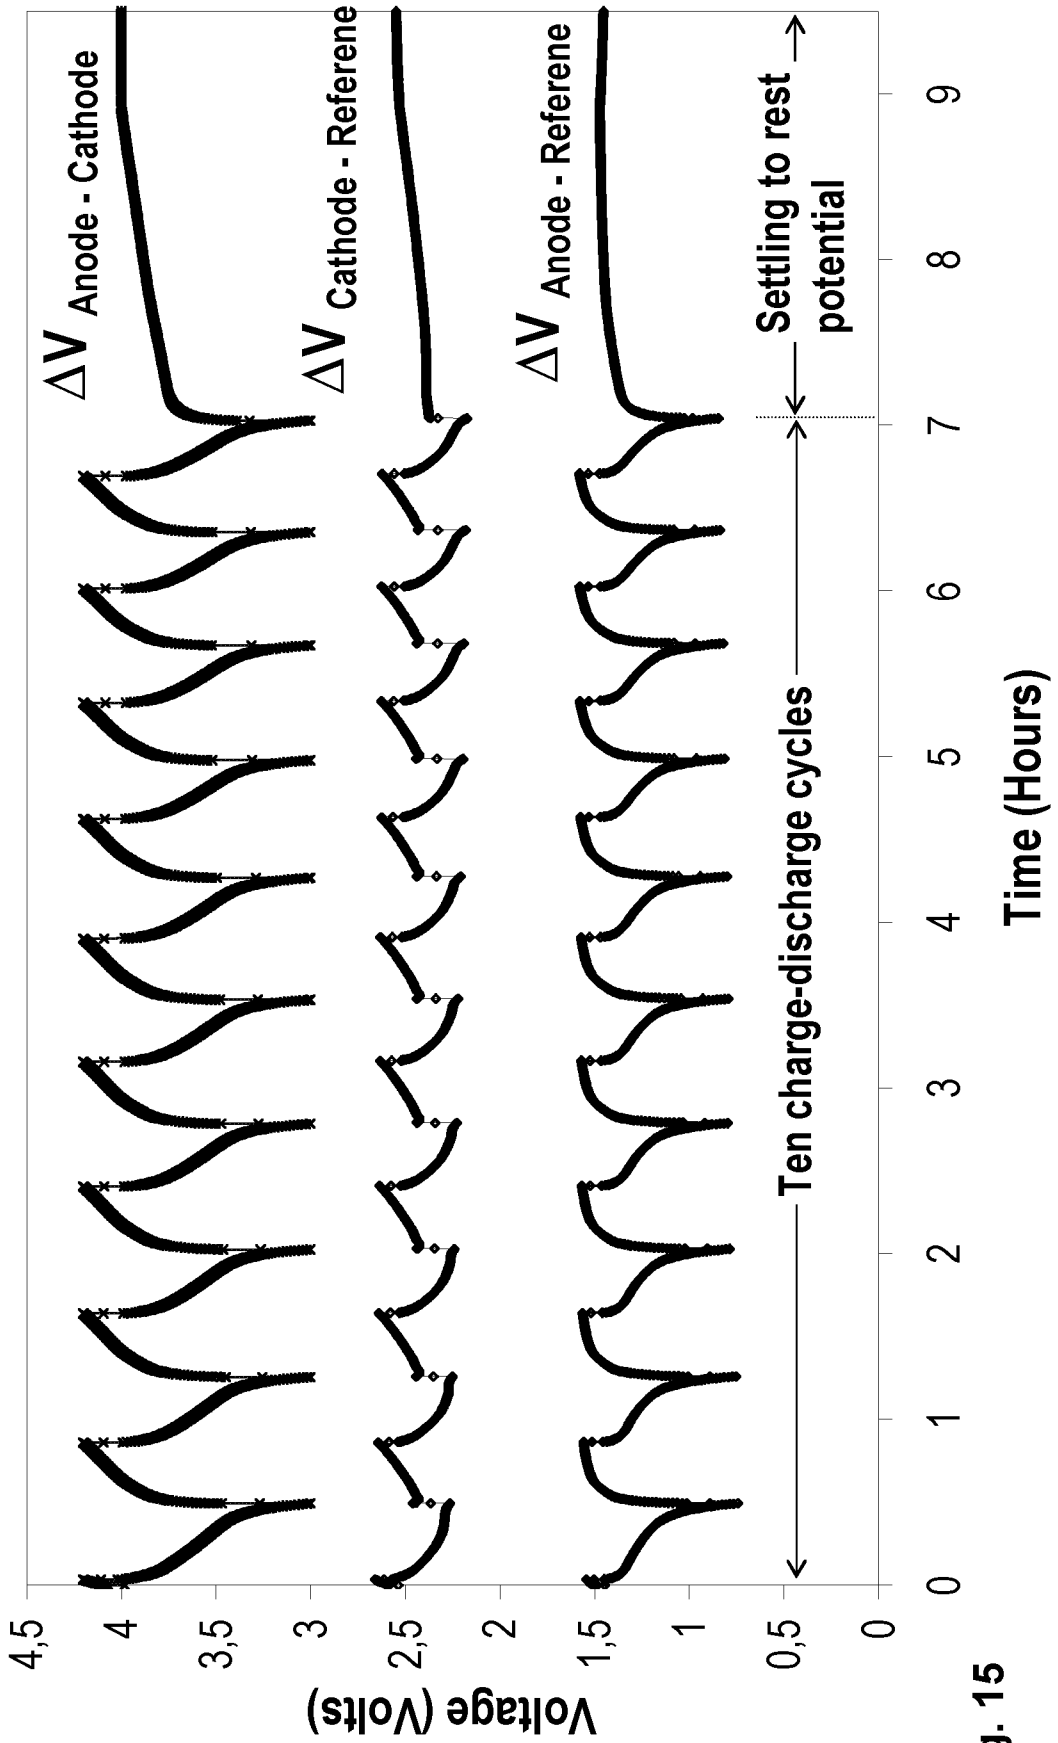 4,5
4
3,5
3
2,5
2
1,5
1
0,5
0
Voltage (Volts)
ΔV Anode - Cathode
ΔV Cathode - Referene
ΔV Anode - Referene
Ten charge-discharge cycles
Settling to rest
potential
0 1 2 3 4 5 6 7 8 9
Time (Hours)
g. 15